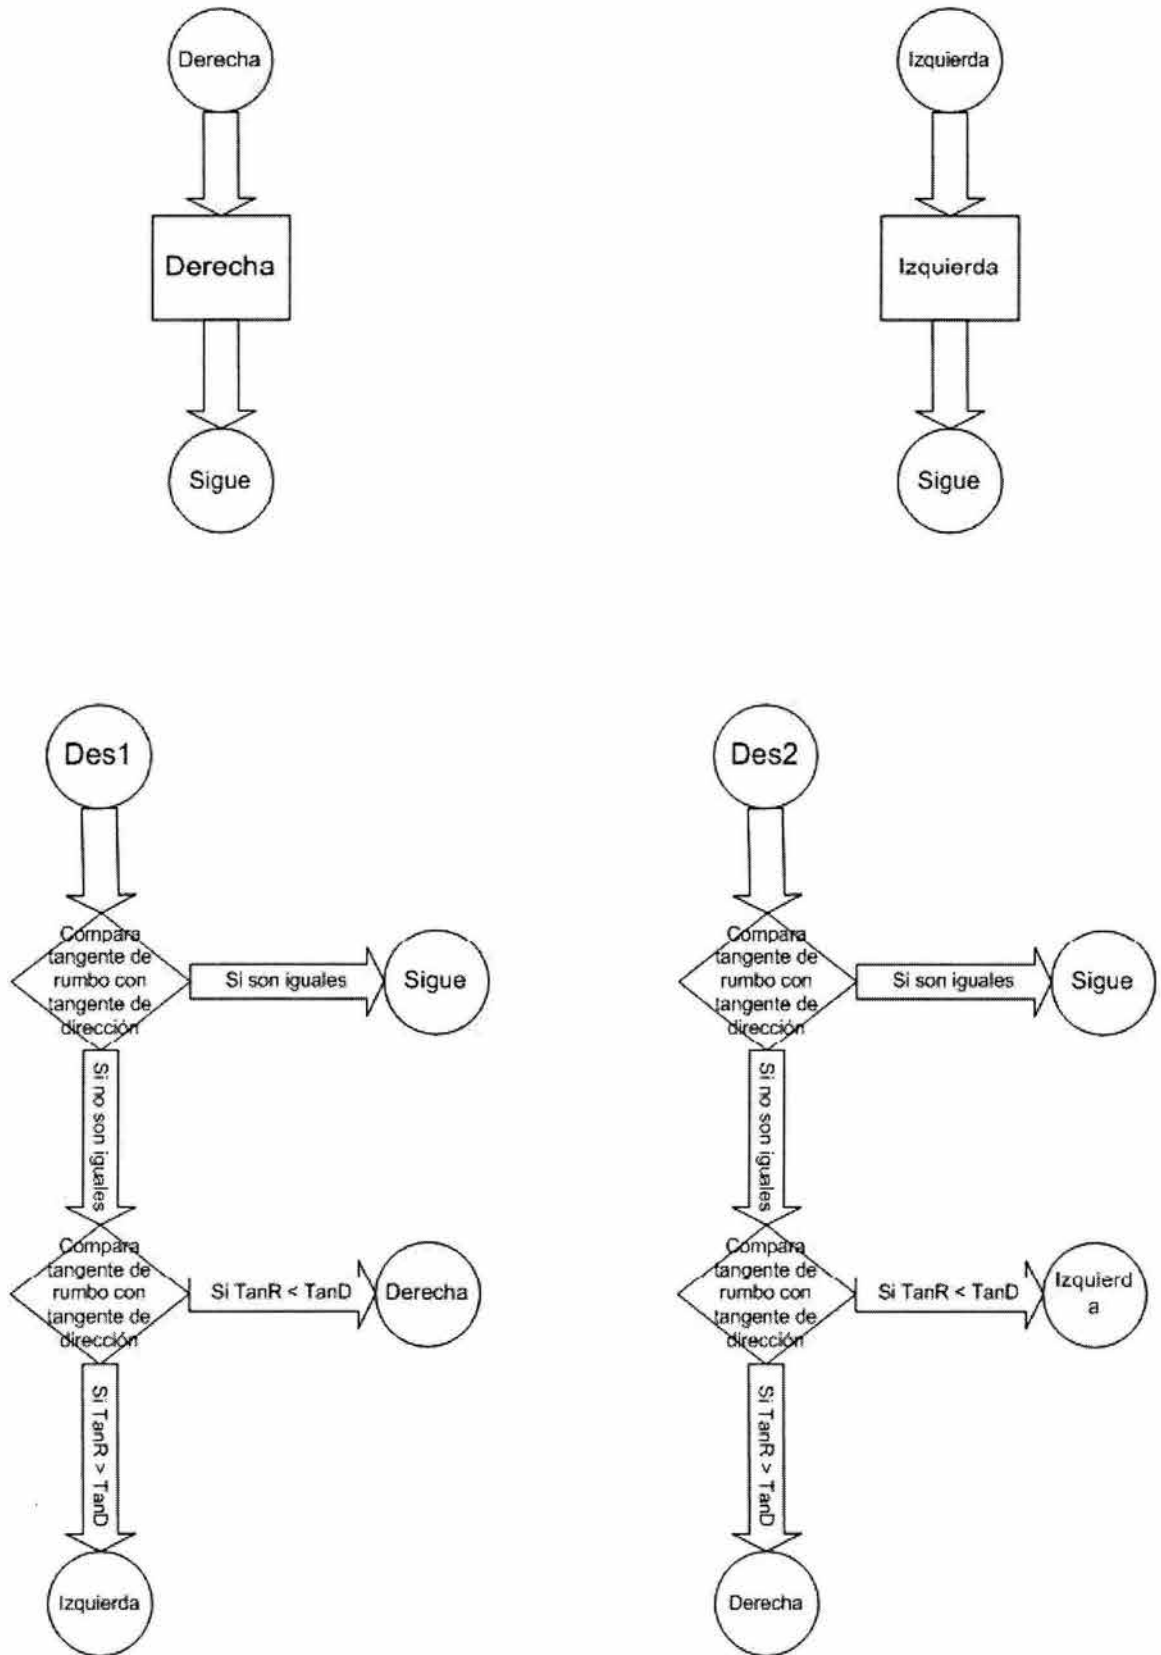 Derecha
Izquierda
Derecha
Izquierda
Sigue
Sigue
Des1
Des2
Compara
tangente de
rumbo con
tangente de
dirección
Si son iguales
Sigue
Compara
tangente de
rumbo con
tangente de
dirección
Si son iguales
Sigue
Si no son iguales
Si no son iguales
Compara
tangente de
rumbo con
tangente de
dirección
Si TanR < TanD
Derecha
Compara
tangente de
rumbo con
tangente de
dirección
Si TanR < TanD
Izquierd
a
Si TanR > TanD
Si TanR > TanD
Izquierda
Derecha